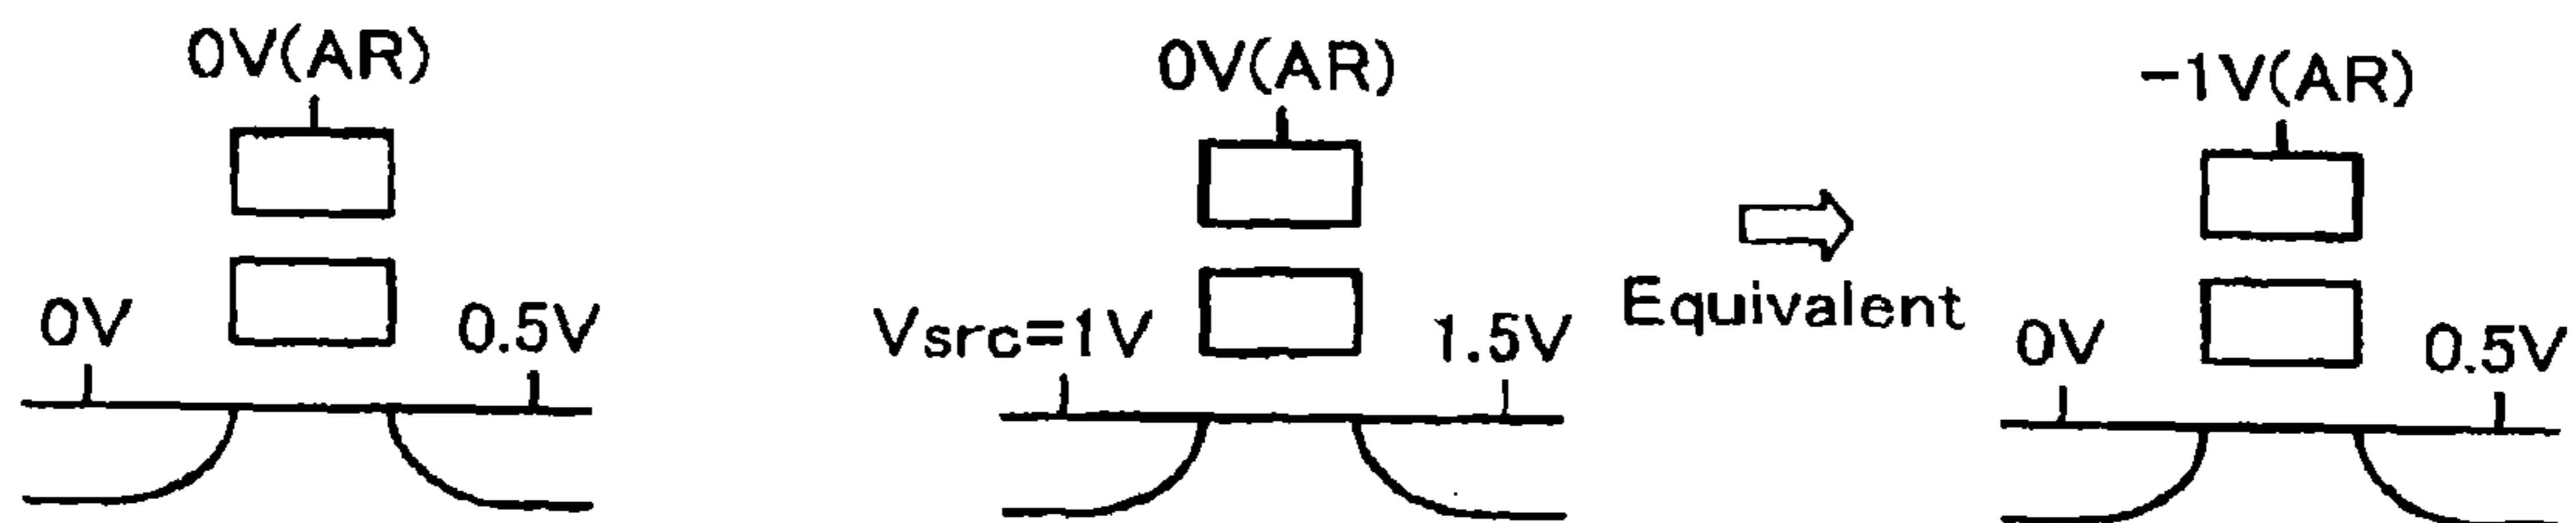 0V(AR)
0V
0.5V
0V(AR)
Vsrc=1V
1.5V
Equivalent
-1V(AR)
0V
0.5V